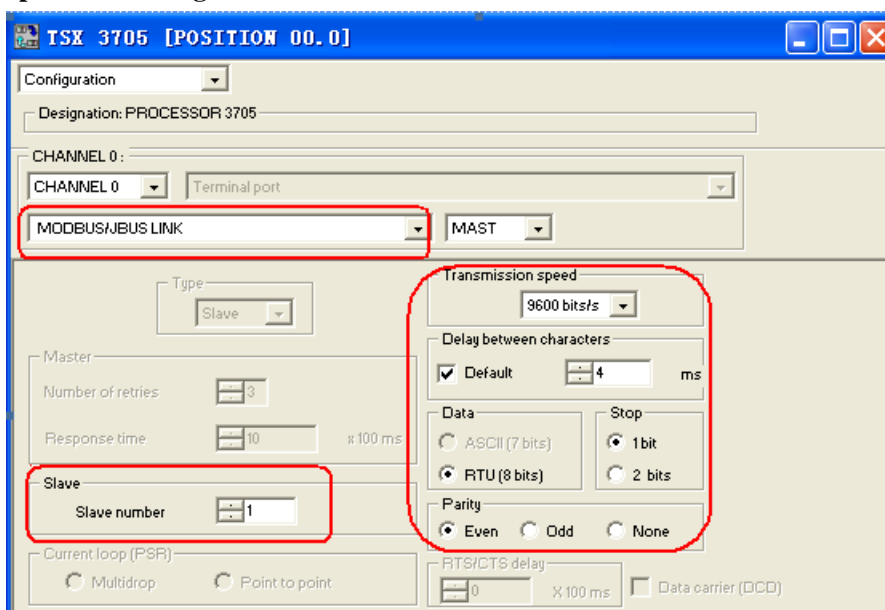 TSX 3705 [POSITION 00.0]
Configuration
Designation: PROCESSOR 3705
CHANNEL 0 :
CHANNEL 0
Terminal port
MODBUS/JBUS LINK
MAST
Type
Slave
Master
Number of retries
3
Response time
10
x 100 ms
Slave
Slave number
1
Current loop (PSR)
Multidrop
Point to point
Transmission speed
9600 bits/s
Delay between characters
Default
4
ms
Data
ASCII (7 bits)
RTU (8 bits)
Stop
1 bit
2 bits
Parity
Even
Odd
None
RTS/CTS delay
0
X 100 ms
Data carrier (DCD)